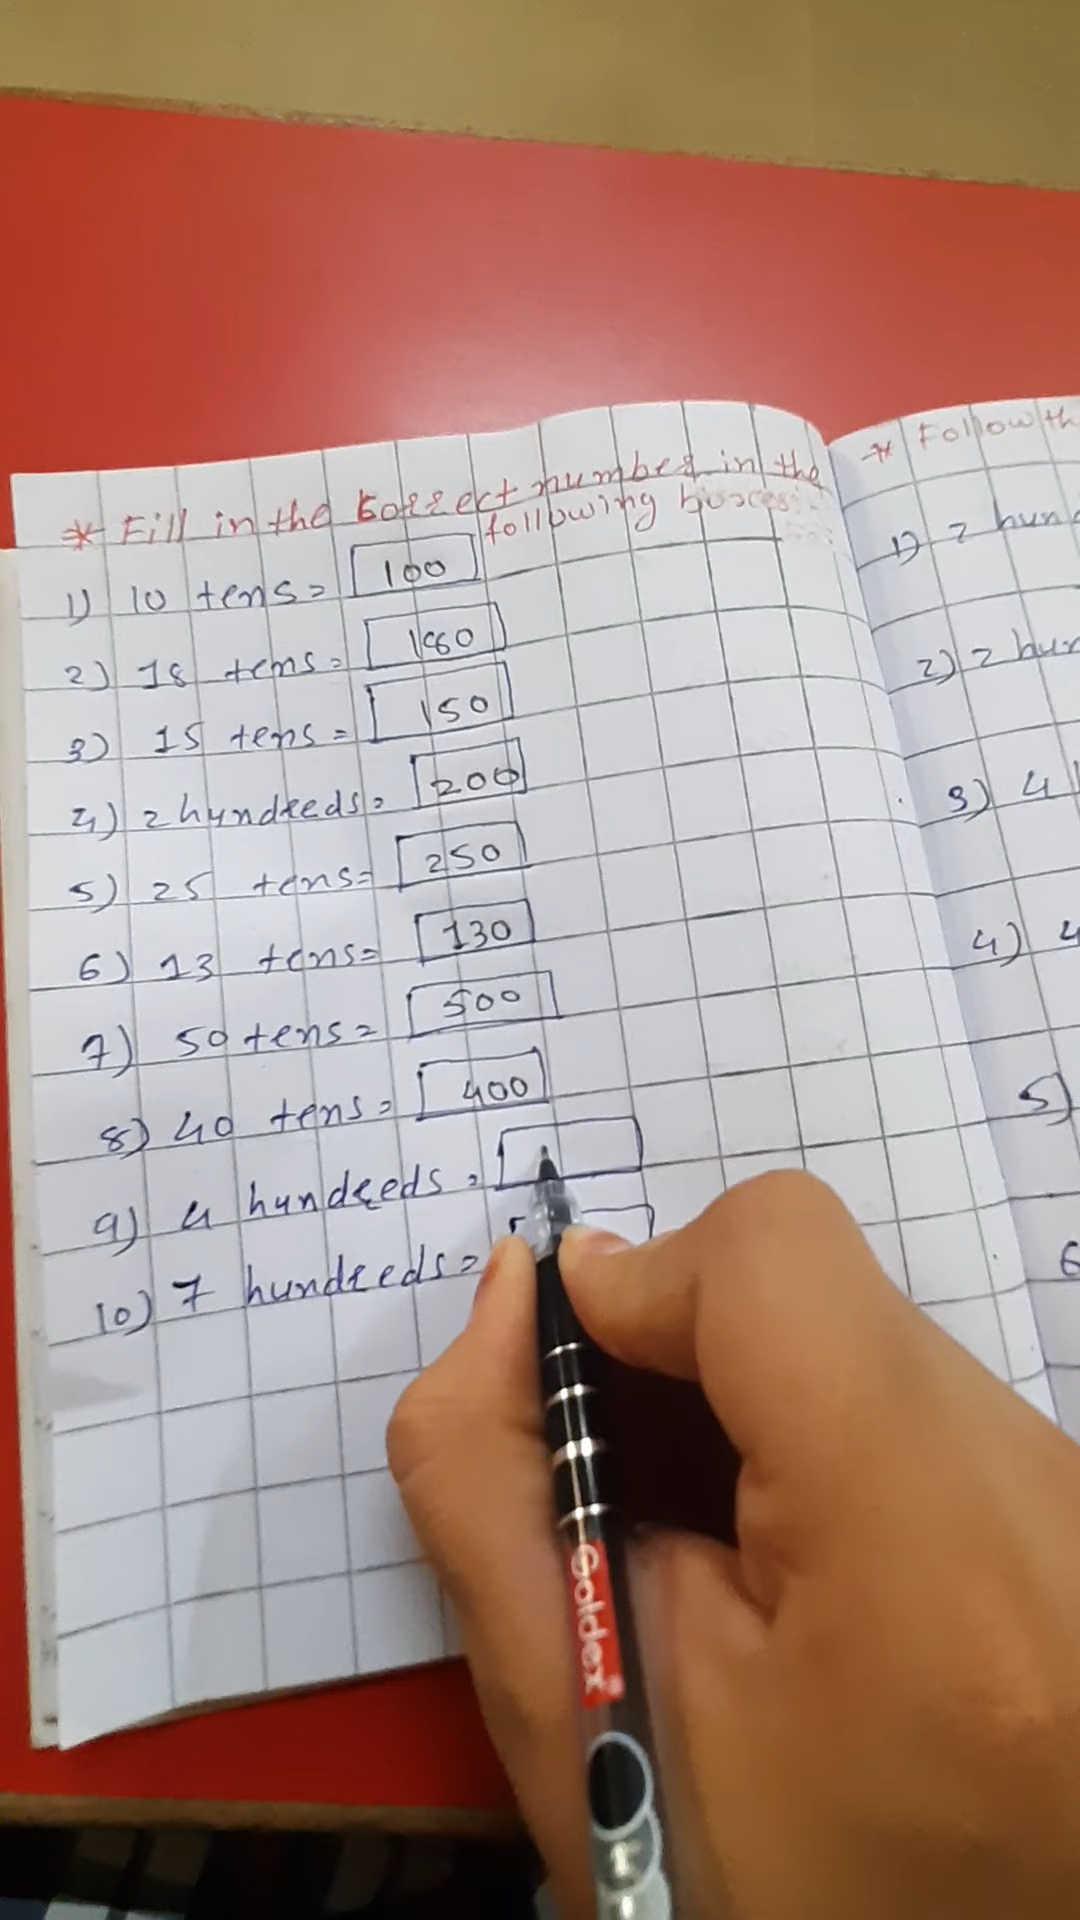 * Fill in the correct number in the
following
1) 10 tens = 100
2) 18 tens = 180
3) 15 tens = 150
4) 2 hundreds = 200
5) 25 tens = 250
6) 13 tens = 130
7) 50 tens = 500
8) 40 tens = 400
9) 4 hundreds =
10) 7 hundreds =
* Follow th
1) 2 hund
2) 2 hun
3) 4
4) 4
5)
6
Goldex